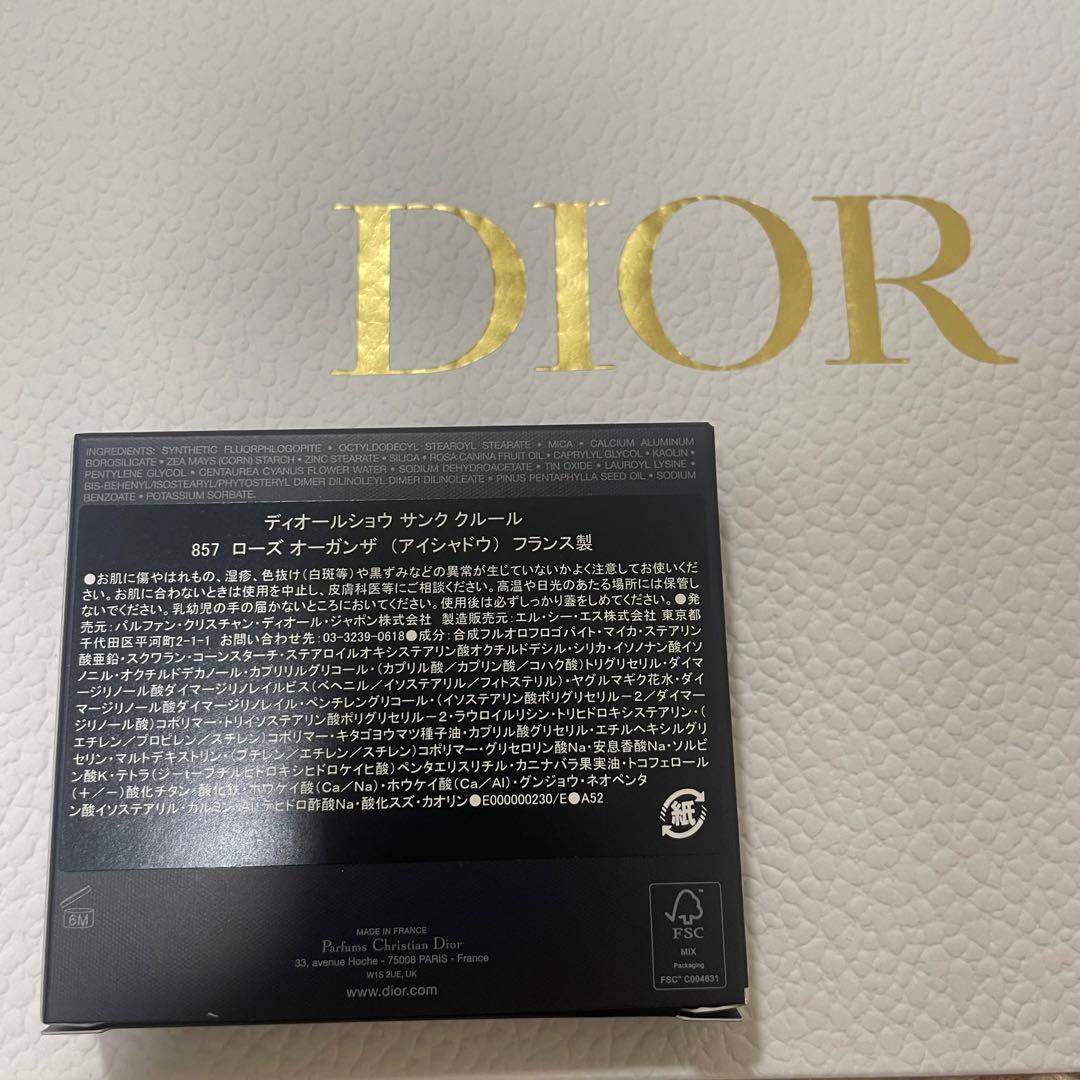 DIOR
INGREDIENTS: SYNTHETIC FLUORPHLOGOPITE • OCTYLDODECYL STEAROYL STEARATE • MICA • CALCIUM ALUMINUM
BOROSILICATE • ZEA MAYS (CORN) STARCH • ZINC STEARATE • SILICA • ROSA CANINA FRUIT OIL • CAPRYLYL GLYCOL • KAOLIN •
PENTYLENE GLYCOL • CENTAUREA CYANUS FLOWER WATER • SODIUM DEHYDROACETATE • TIN OXIDE • LAUROYL LYSINE •
BIS-BEHENYL/ISOSTEARYL/PHYTOSTERYL DIMER DILINOLEYL DIMER DILINOLEATE • PINUS PENTAPHYLLA SEED OIL • SODIUM
BENZOATE • POTASSIUM SORBATE.
ディオールショウ サンク クルール
857 ローズ オーガンザ （アイシャドウ） フランス製
●お肌に傷やはれもの、湿疹、色抜け(白斑等)や黒ずみなどの異常が生じていないかよく注意してお使いくだ
さい。お肌に合わないときは使用を中止し、皮膚科医等にご相談ください。高温や日光のあたる場所には保管し
ないでください。乳幼児の手の届かないところにおいてください。使用後は必ずしっかり蓋をしめてください。●発
売元：パルファン・クリスチャン・ディオール・ジャポン株式会社 製造販売元：エル・シー・エス株式会社 東京都
千代田区平河町2-1-1 お問い合わせ先：03-3239-0618●成分：合成フルオロフロゴパイト・マイカ・ステアリン
酸亜鉛・スクワラン・コーンスターチ・ステアロイルオキシステアリン酸オクチルドデシル・シリカ・イソノナン酸イソ
ノニル・オクチルドデカノール・カプリリルグリコール・(カプリル酸／カプリン酸／コハク酸)トリグリセリル・ダイマ
ージリノール酸ダイマージリノレイルビス(ベヘニル／イソステアリル／フィトステリル)・ヤグルマギク花水・ダイ
マージリノール酸ダイマージリノレイル・ペンチレングリコール・(イソステアリン酸ポリグリセリル－2／ダイマー
ジリノール酸)コポリマー・トリイソステアリン酸ポリグリセリル－2・ラウロイルリシン・トリヒドロキシステアリン・(
エチレン／プロピレン／スチレン)コポリマー・キタゴヨウマツ種子油・カプリル酸グリセリル・エチルヘキシルグリ
セリン・マルトデキストリン・(ブチレン／エチレン／スチレン)コポリマー・グリセロリン酸Na・安息香酸Na・ソルビ
ン酸K・テトラ(ジ－t－ブチルヒドロキシヒドロケイヒ酸)ペンタエリスリチル・カニナバラ果実油・トコフェロール
(＋／－)酸化チタン・酸化鉄・ホウケイ酸(Ca／Na)・ホウケイ酸(Ca／Al)・グンジョウ・ネオペンタ
ン酸イソステアリル・カルミン・Al・デヒドロ酢酸Na・酸化スズ・カオリン●E000000230/E●A52
紙
6M
MADE IN FRANCE
Parfums Christian Dior
33, avenue Hoche - 75008 PARIS - France
W1S 2UE, UK
www.dior.com
FSC
MIX
Packaging
FSC™ C004631